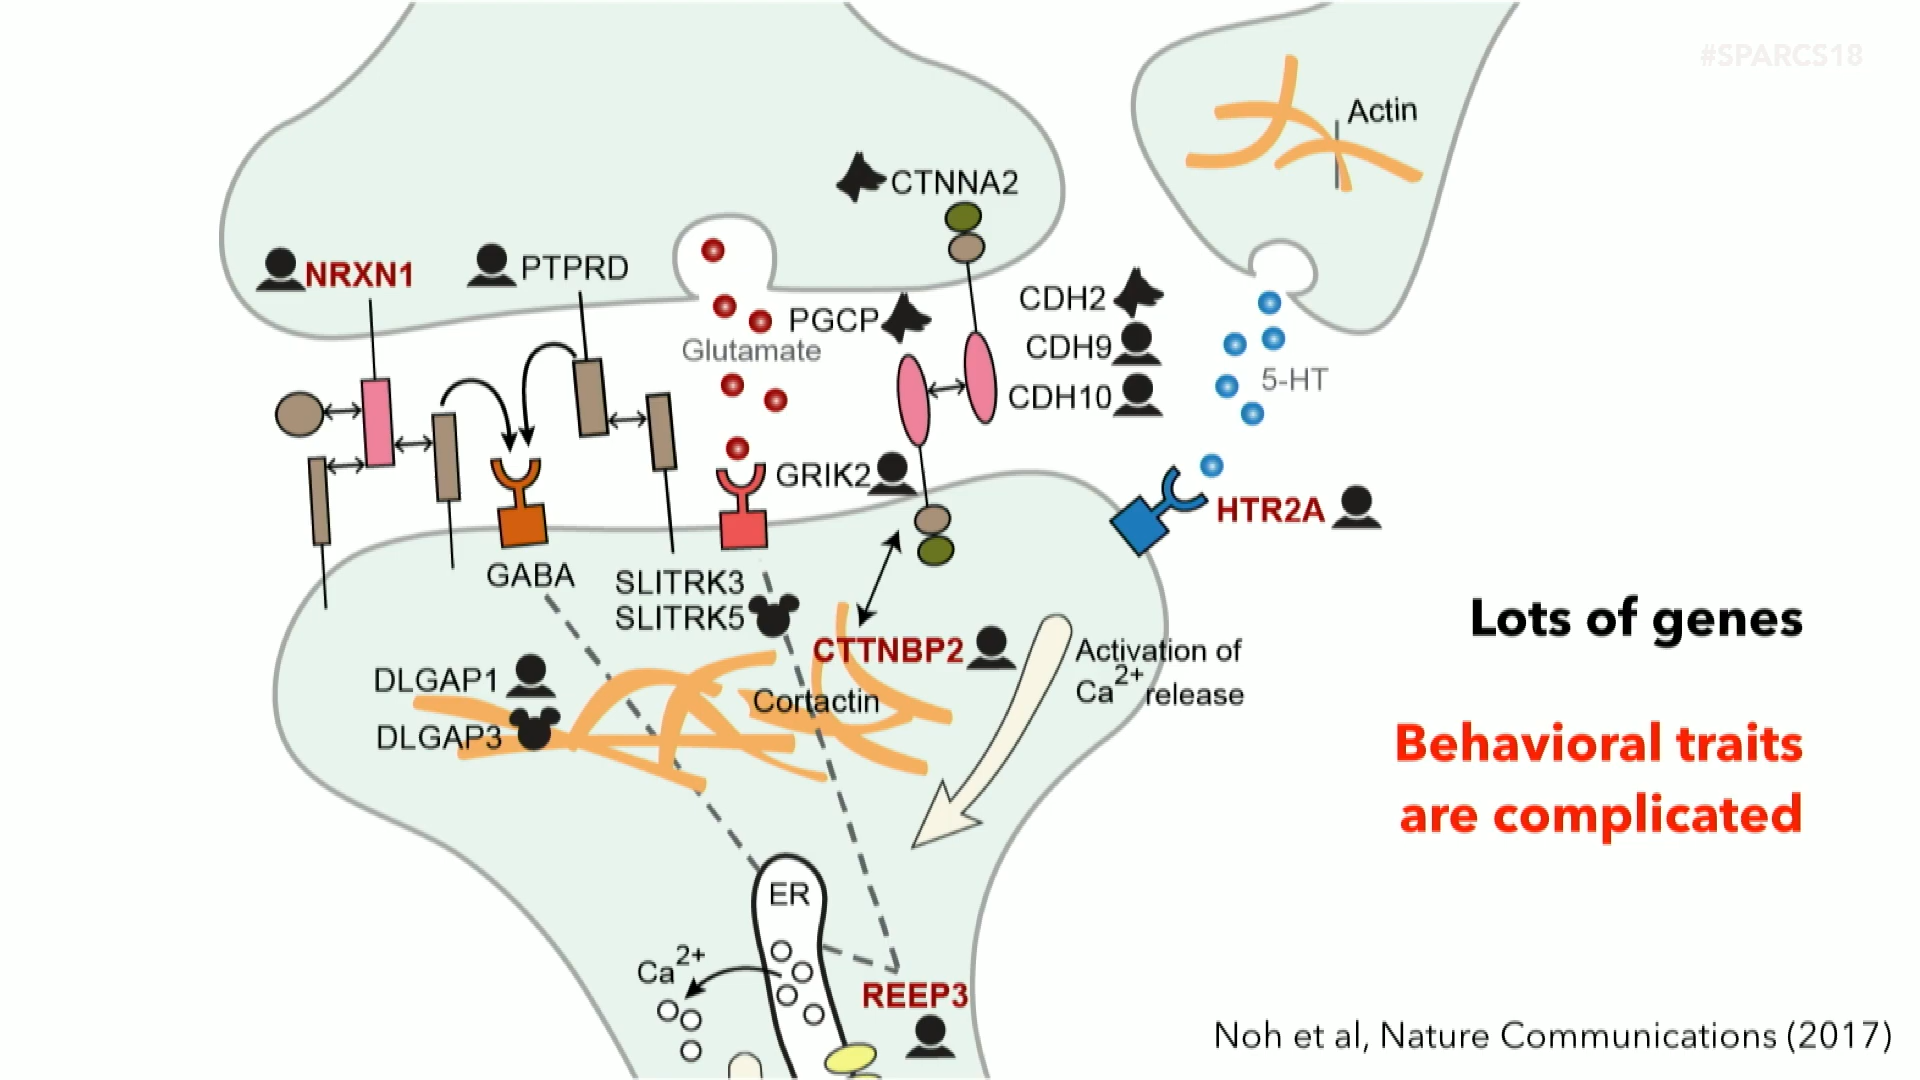 #SPARCS18
Actin
CTNNA2
NRXN1
PTPRD
PGCP
Glutamate
CDH2
CDH9
CDH10
5-HT
GRIK2
HTR2A
GABA
SLITRK3
SLITRK5
CTTNBP2
DLGAP1
DLGAP3
Cortactin
Activation of
Ca2+ release
ER
Ca2+
REEP3
Lots of genes
Behavioral traits
are complicated
Noh et al, Nature Communications (2017)